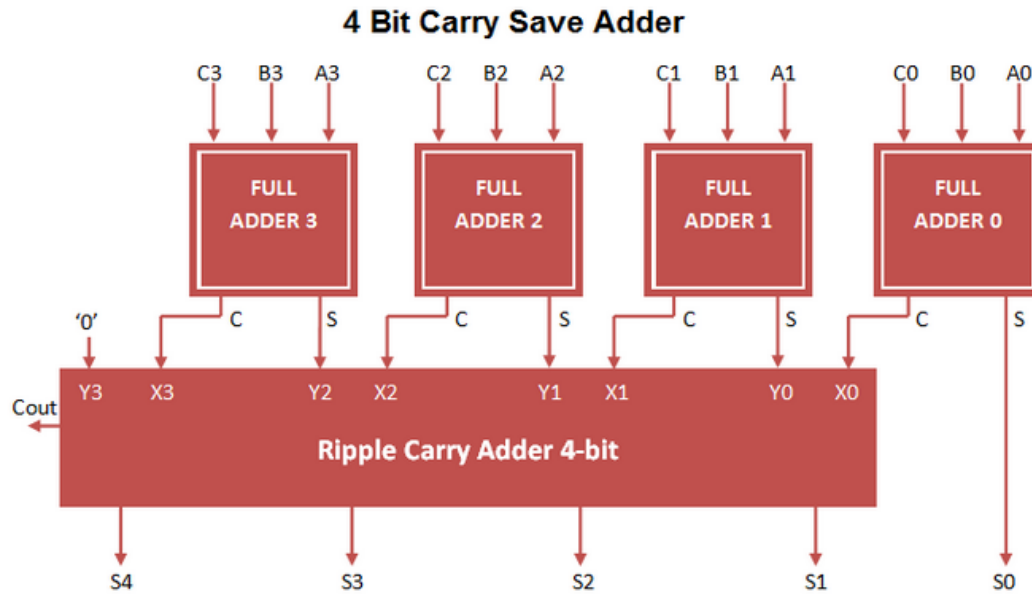 4 Bit Carry Save Adder
C3 B3 A3 C2 B2 A2 C1 B1 A1 C0 B0 A0
FULL ADDER 3
FULL ADDER 2
FULL ADDER 1
FULL ADDER 0
‘0’ C S C S C S C S
Y3 X3 Y2 X2 Y1 X1 Y0 X0
Cout
Ripple Carry Adder 4-bit
S4 S3 S2 S1 S0